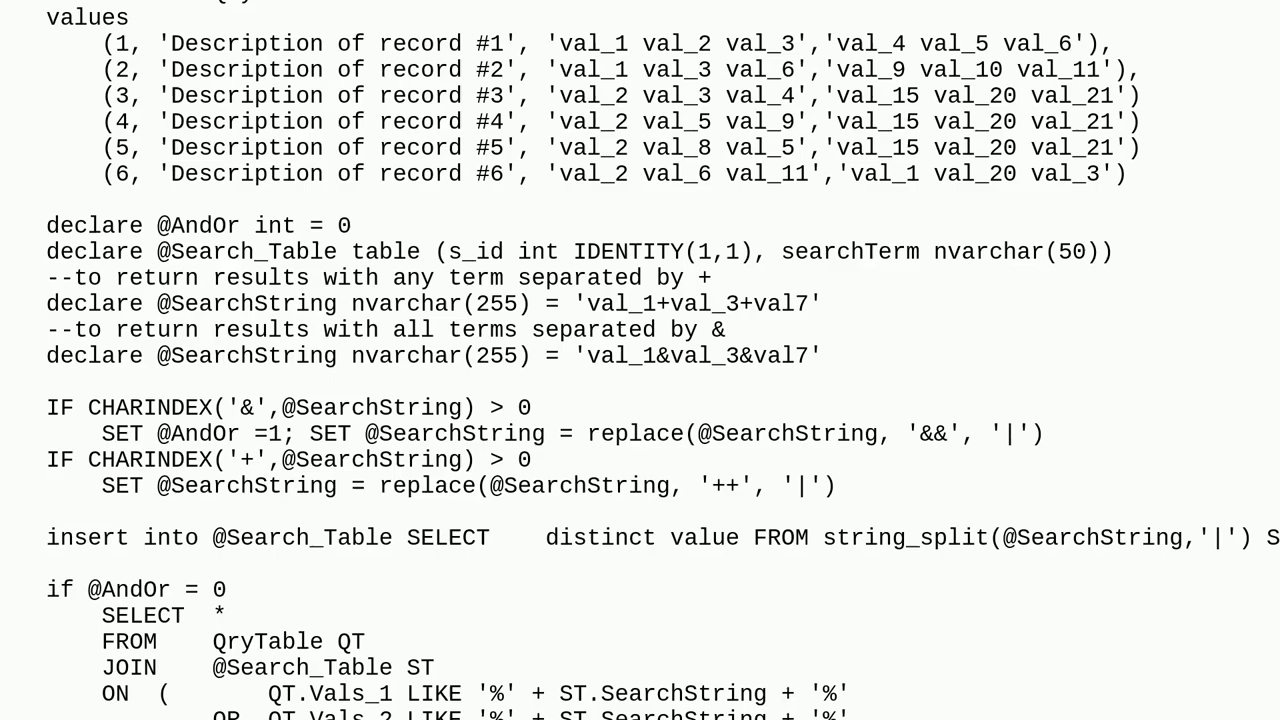 values
    (1, 'Description of record #1', 'val_1 val_2 val_3','val_4 val_5 val_6'),
    (2, 'Description of record #2', 'val_1 val_3 val_6','val_9 val_10 val_11'),
    (3, 'Description of record #3', 'val_2 val_3 val_4','val_15 val_20 val_21')
    (4, 'Description of record #4', 'val_2 val_5 val_9','val_15 val_20 val_21')
    (5, 'Description of record #5', 'val_2 val_8 val_5','val_15 val_20 val_21')
    (6, 'Description of record #6', 'val_2 val_6 val_11','val_1 val_20 val_3')

declare @AndOr int = 0
declare @Search_Table table (s_id int IDENTITY(1,1), searchTerm nvarchar(50))
--to return results with any term separated by +
declare @SearchString nvarchar(255) = 'val_1+val_3+val7'
--to return results with all terms separated by &
declare @SearchString nvarchar(255) = 'val_1&val_3&val7'

IF CHARINDEX('&',@SearchString) > 0
    SET @AndOr =1; SET @SearchString = replace(@SearchString, '&&', '|')
IF CHARINDEX('+',@SearchString) > 0
    SET @SearchString = replace(@SearchString, '++', '|')

insert into @Search_Table SELECT    distinct value FROM string_split(@SearchString,'|') S

if @AndOr = 0
    SELECT  *
    FROM    QryTable QT
    JOIN    @Search_Table ST
    ON  (       QT.Vals_1 LIKE '%' + ST.SearchString + '%'
            OR  QT.Vals_2 LIKE '%' + ST.SearchString + '%'